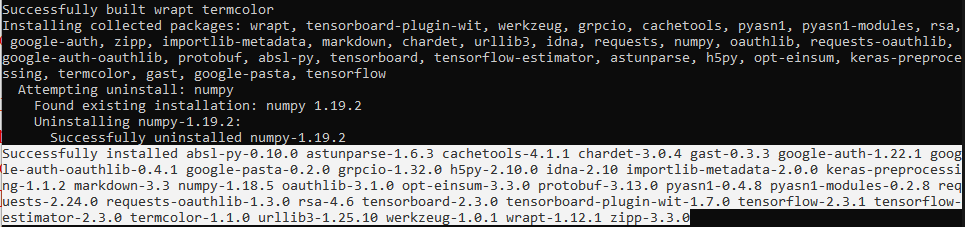 Successfully built wrapt termcolor
Installing collected packages: wrapt, tensorboard-plugin-wit, werkzeug, grpcio, cachetools, pyasn1, pyasn1-modules, rsa,
google-auth, zipp, importlib-metadata, markdown, chardet, urllib3, idna, requests, numpy, oauthlib, requests-oauthlib,
google-auth-oauthlib, protobuf, absl-py, tensorboard, tensorflow-estimator, astunparse, h5py, opt-einsum, keras-preproce
ssing, termcolor, gast, google-pasta, tensorflow
  Attempting uninstall: numpy
    Found existing installation: numpy 1.19.2
    Uninstalling numpy-1.19.2:
      Successfully uninstalled numpy-1.19.2
Successfully installed absl-py-0.10.0 astunparse-1.6.3 cachetools-4.1.1 chardet-3.0.4 gast-0.3.3 google-auth-1.22.1 goog
le-auth-oauthlib-0.4.1 google-pasta-0.2.0 grpcio-1.32.0 h5py-2.10.0 idna-2.10 importlib-metadata-2.0.0 keras-preprocessi
ng-1.1.2 markdown-3.3 numpy-1.18.5 oauthlib-3.1.0 opt-einsum-3.3.0 protobuf-3.13.0 pyasn1-0.4.8 pyasn1-modules-0.2.8 req
uests-2.24.0 requests-oauthlib-1.3.0 rsa-4.6 tensorboard-2.3.0 tensorboard-plugin-wit-1.7.0 tensorflow-2.3.1 tensorflow-
estimator-2.3.0 termcolor-1.1.0 urllib3-1.25.10 werkzeug-1.0.1 wrapt-1.12.1 zipp-3.3.0